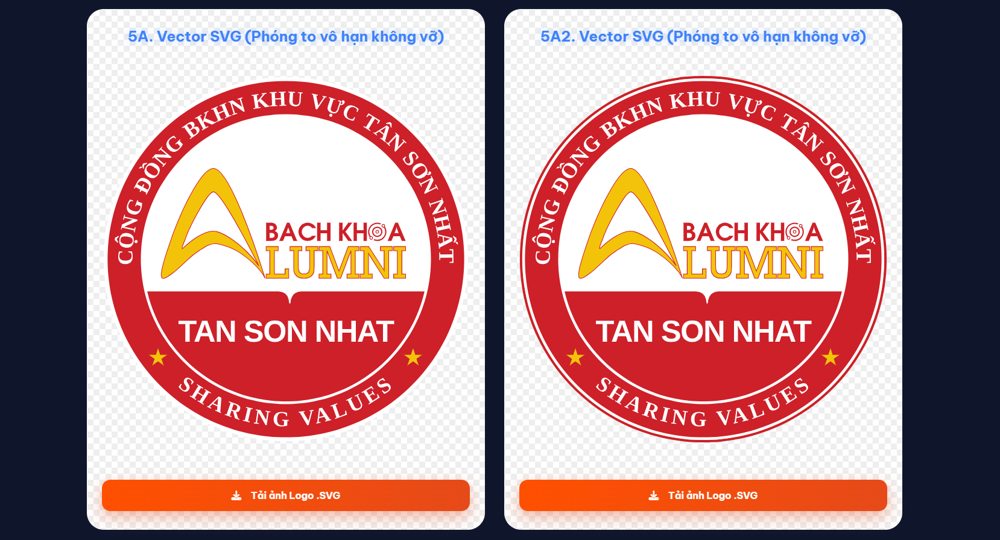 5A. Vector SVG (Phóng to vô hạn không vỡ)
CỘNG ĐỒNG BKHN KHU VỰC TÂN SƠN NHẤT
BACH KHOA
ALUMNI
TAN SON NHAT
★ ★
SHARING VALUES
Tải ảnh Logo .SVG
5A2. Vector SVG (Phóng to vô hạn không vỡ)
CỘNG ĐỒNG BKHN KHU VỰC TÂN SƠN NHẤT
BACH KHOA
ALUMNI
TAN SON NHAT
★ ★
SHARING VALUES
Tải ảnh Logo .SVG